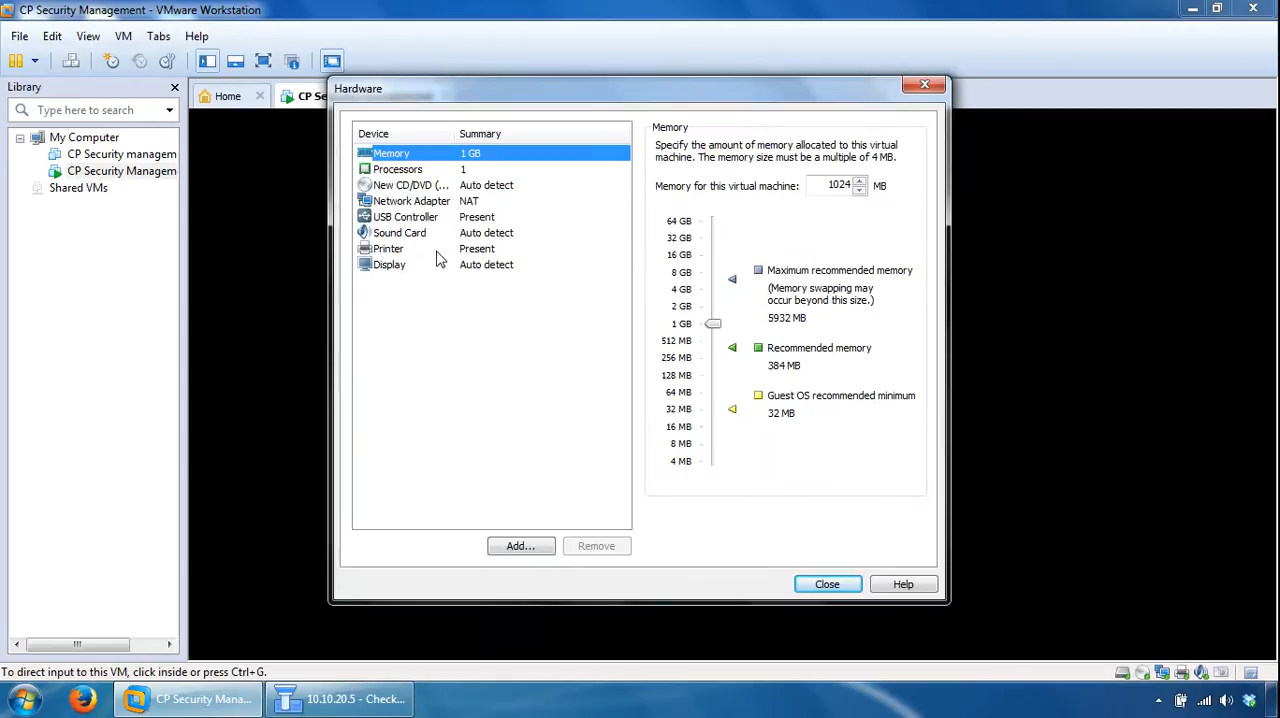 CP Security Management - VMware Workstation
File Edit View VM Tabs Help
Library
Type here to search
My Computer
CP Security managem
CP Security Managem
Shared VMs
Home
CP Se
Hardware
Device Summary
Memory 1 GB
Processors 1
New CD/DVD (... Auto detect
Network Adapter NAT
USB Controller Present
Sound Card Auto detect
Printer Present
Display Auto detect
Add... Remove
Memory
Specify the amount of memory allocated to this virtual
machine. The memory size must be a multiple of 4 MB.
Memory for this virtual machine: 1024 MB
64 GB
32 GB
16 GB
8 GB
4 GB
2 GB
1 GB
512 MB
256 MB
128 MB
64 MB
32 MB
16 MB
8 MB
4 MB
Maximum recommended memory
(Memory swapping may
occur beyond this size.)
5932 MB
Recommended memory
384 MB
Guest OS recommended minimum
32 MB
Close Help
To direct input to this VM, click inside or press Ctrl+G.
CP Security Mana...
10.10.20.5 - Check...